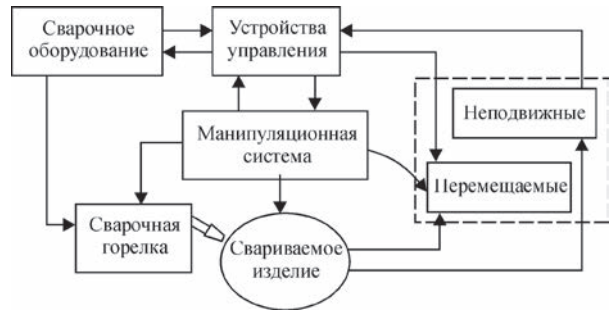 Сварочное
оборудование
Устройства
управления
Неподвижные
Манипуляционная
система
Перемещаемые
Сварочная
горелка
Свариваемое
изделие